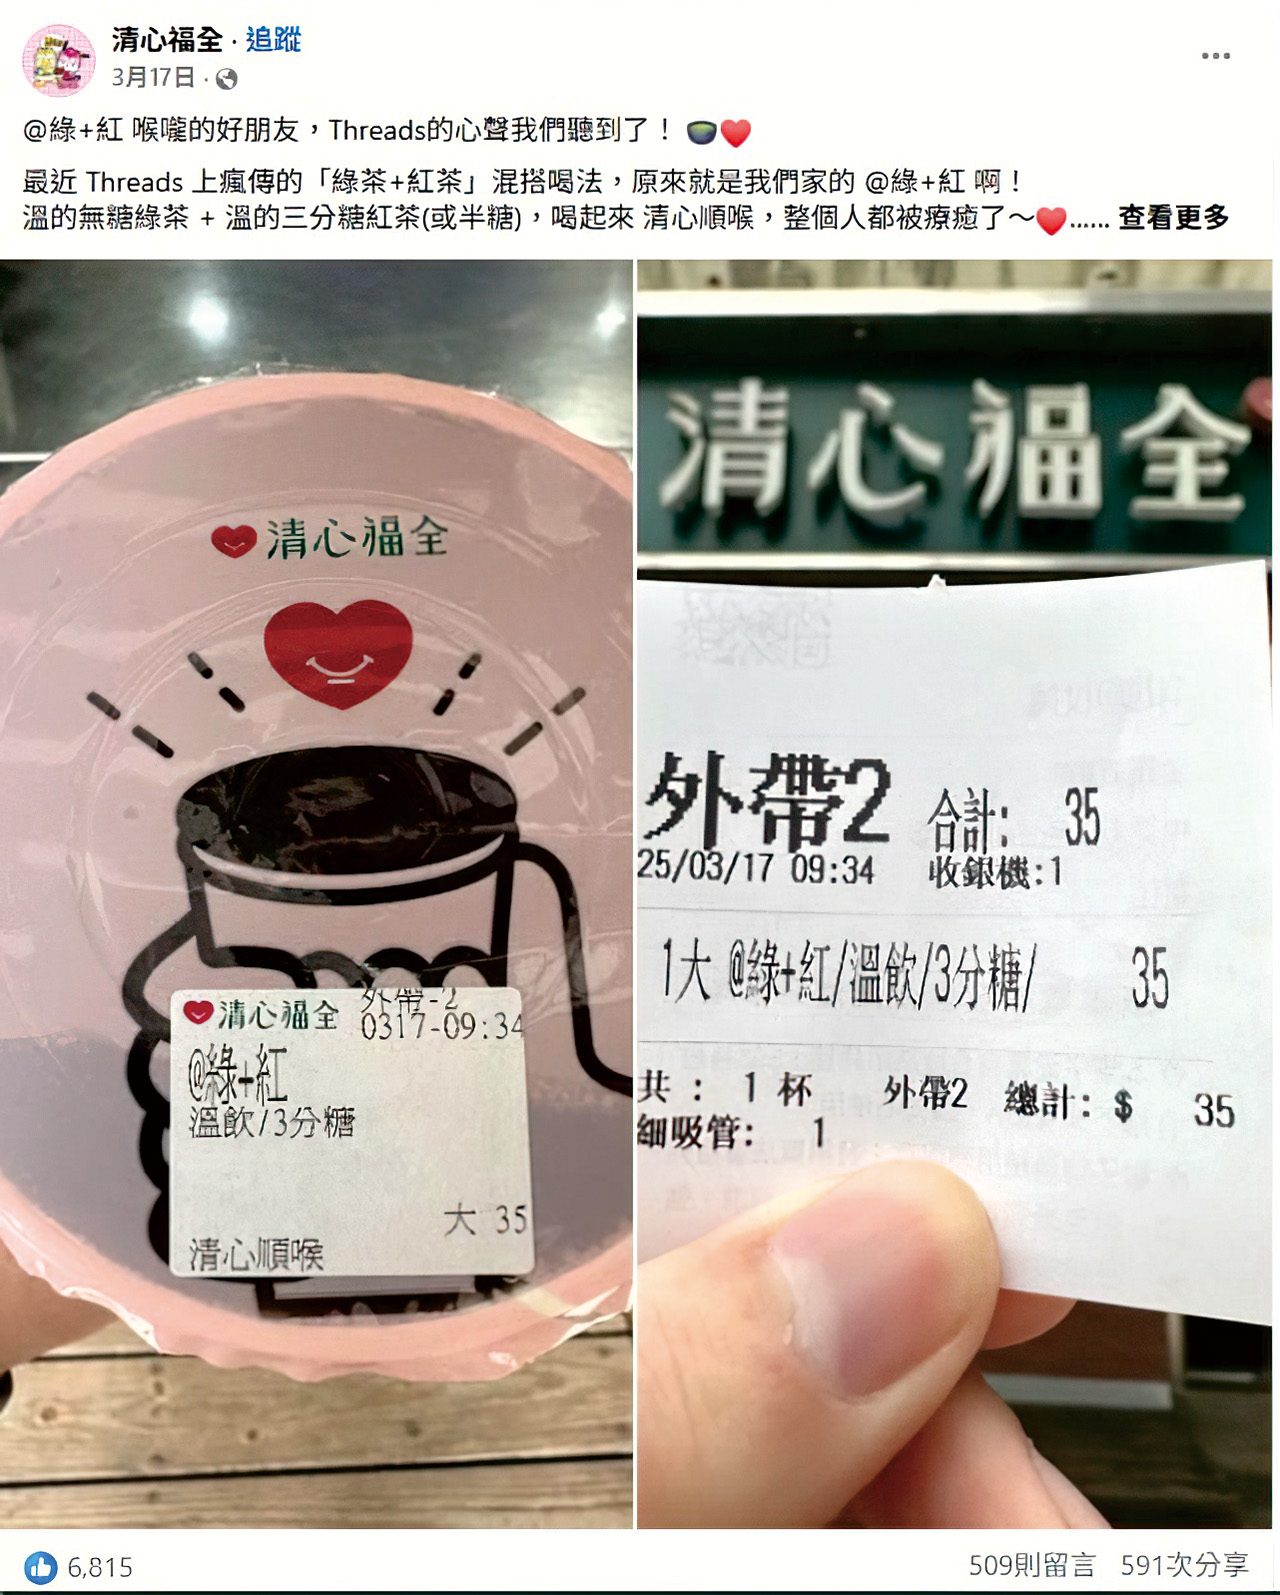 清心福全 · 追蹤
3月17日 ·
@綠+紅 喉嚨的好朋友，Threads的心聲我們聽到了！🍵❤️
最近 Threads 上瘋傳的「綠茶+紅茶」混搭喝法，原來就是我們家的 @綠+紅 啊！
溫的無糖綠茶 + 溫的三分糖紅茶(或半糖)，喝起來 清心順喉，整個人都被療癒了～❤️...... 查看更多
清心福全
清心福全 外帶-2
0317-09:34
@綠+紅
溫飲/3分糖
大 35
清心順喉
清心福全
外帶2 合計: 35
25/03/17 09:34 收銀機:1
1大 @綠+紅/溫飲/3分糖/ 35
共: 1 杯 外帶2 總計: $ 35
細吸管: 1
6,815 509則留言 591次分享